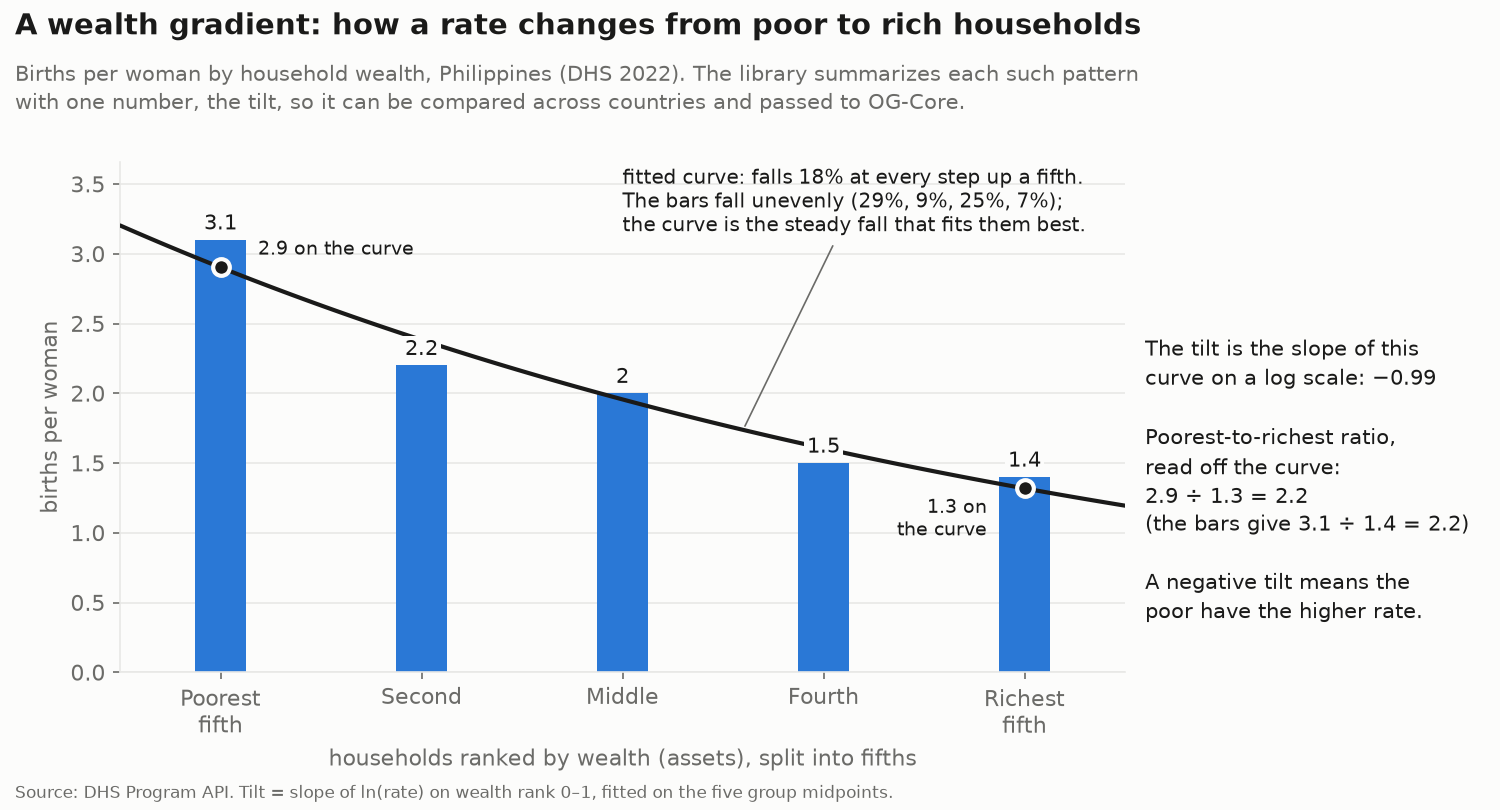 A wealth gradient: how a rate changes from poor to rich households
Births per woman by household wealth, Philippines (DHS 2022). The library summarizes each such pattern
with one number, the tilt, so it can be compared across countries and passed to OG-Core.
fitted curve: falls 18% at every step up a fifth.
The bars fall unevenly (29%, 9%, 25%, 7%);
the curve is the steady fall that fits them best.
births per woman
3.5
3.0
2.5
2.0
1.5
1.0
0.5
0.0
3.1
2.9 on the curve
2.2
2
1.5
1.4
1.3 on
the curve
The tilt is the slope of this
curve on a log scale: −0.99
Poorest-to-richest ratio,
read off the curve:
2.9 ÷ 1.3 = 2.2
(the bars give 3.1 ÷ 1.4 = 2.2)
A negative tilt means the
poor have the higher rate.
Poorest
fifth
Second
Middle
Fourth
Richest
fifth
households ranked by wealth (assets), split into fifths
Source: DHS Program API. Tilt = slope of ln(rate) on wealth rank 0–1, fitted on the five group midpoints.